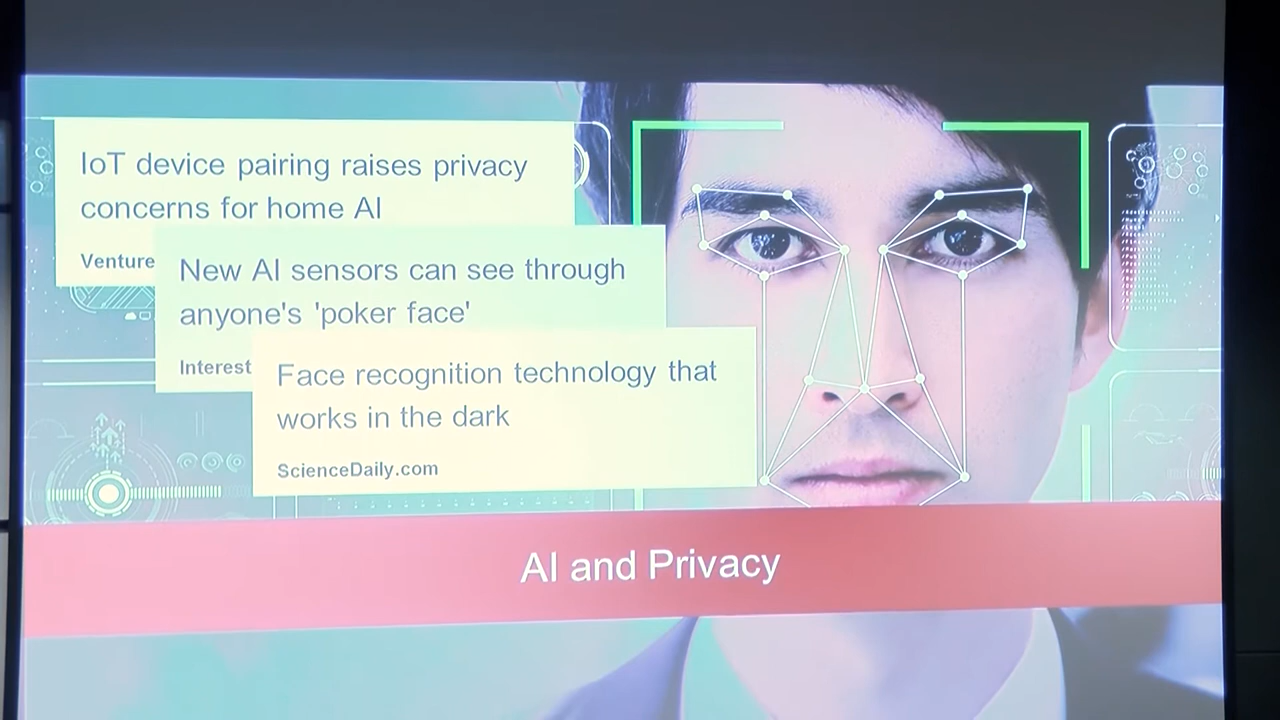 IoT device pairing raises privacy
concerns for home AI
Venture
New AI sensors can see through
anyone's 'poker face'
Interest
Face recognition technology that
works in the dark
ScienceDaily.com
AI and Privacy